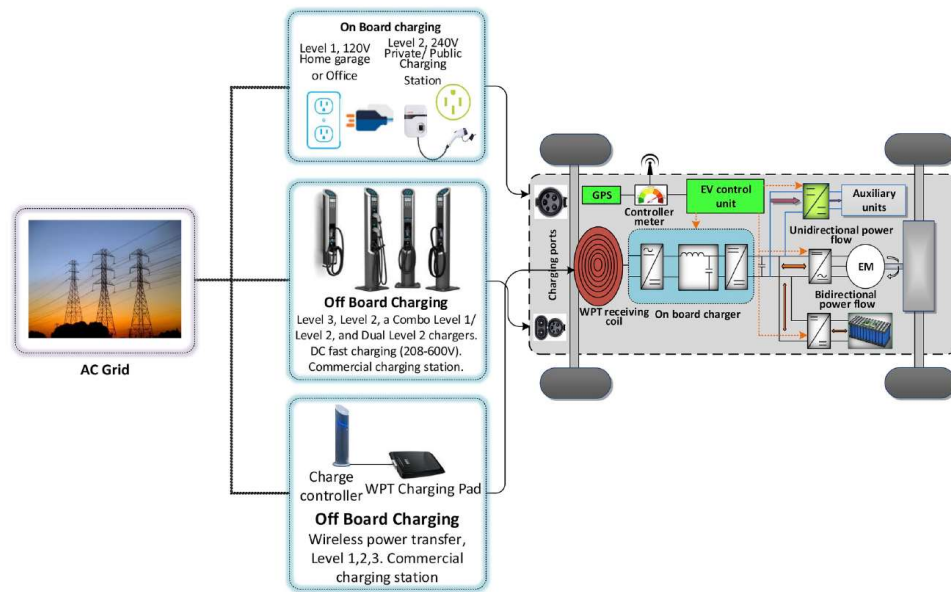 On Board charging
Level 1, 120V
Home garage
or Office
Level 2, 240V
Private/ Public
Charging
Station
AC Grid
Off Board Charging
Level 3, Level 2, a Combo Level 1/
Level 2, and Dual Level 2 chargers.
DC fast charging (208-600V).
Commercial charging station.
Charge
controller
WPT Charging Pad
Off Board Charging
Wireless power transfer,
Level 1,2,3. Commercial
charging station
Charging ports
GPS
Controller
meter
EV control
unit
Auxiliary
units
Unidirectional power
flow
EM
Bidirectional
power flow
WPT receiving
coil
On board charger